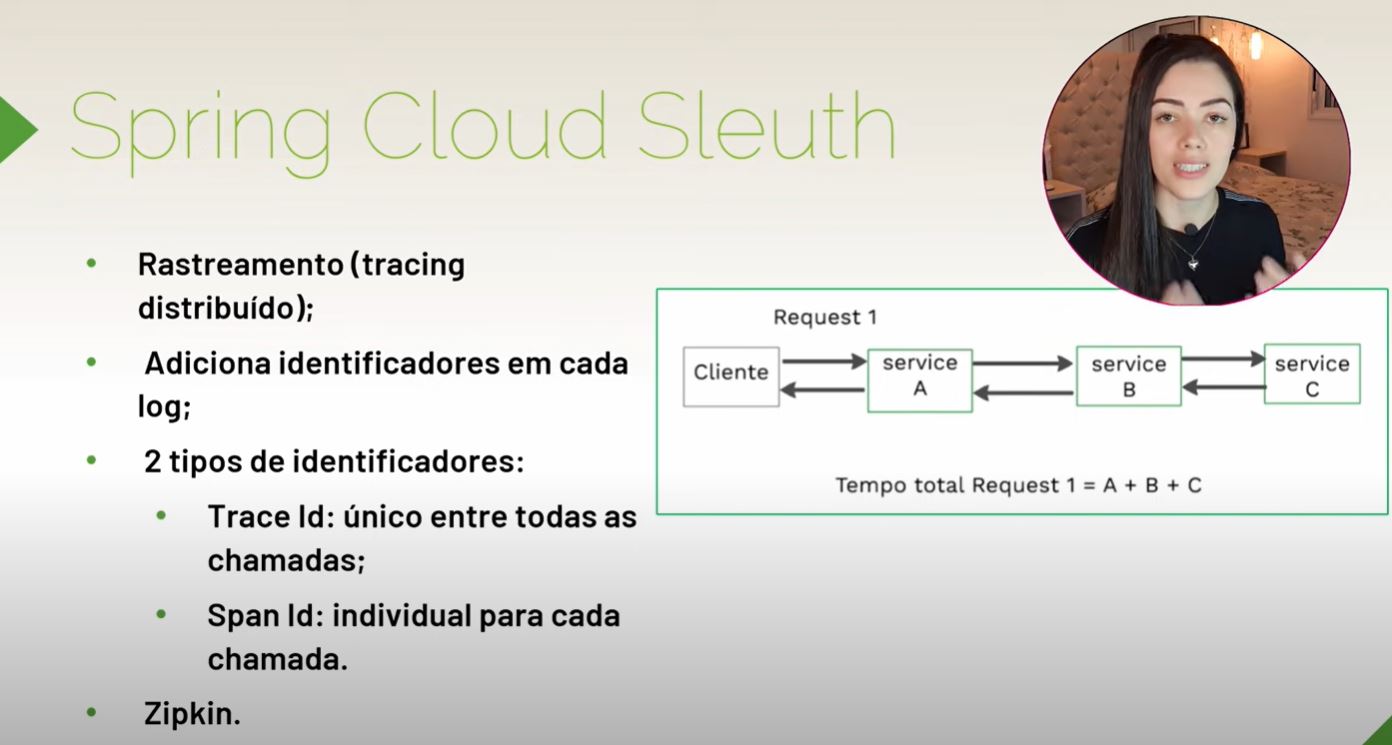 Spring Cloud Sleuth
Rastreamento (tracing
distribuído);
Adiciona identificadores em cada
log;
2 tipos de identificadores:
Trace Id: único entre todas as
chamadas;
Span Id: individual para cada
chamada.
Zipkin.
Request 1
Cliente
service
A
service
B
service
C
Tempo total Request 1 = A + B + C